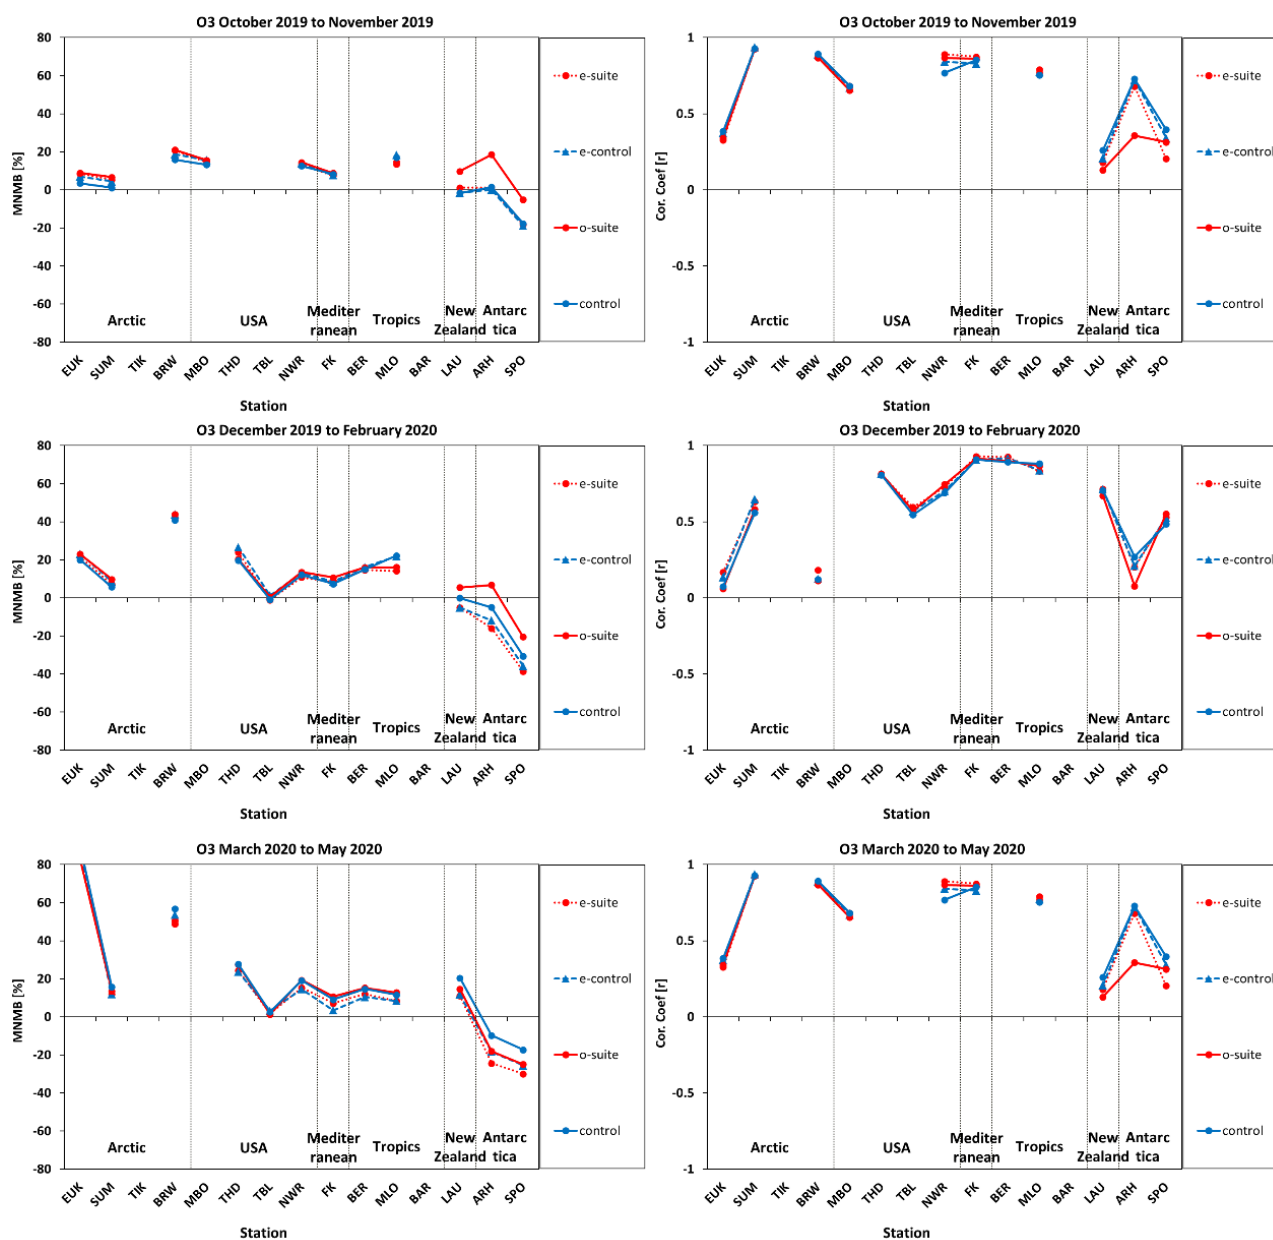 O3 October 2019 to November 2019
80
60
40
20
0
-20
-40
-60
-80
MNMB [%]
Arctic
USA
Mediter
ranean
Tropics
New
Zealand
Antarc
tica
EUK
SUM
TIK
BRW
MBO
THD
TBL
NWR
FK
BER
MLO
BAR
LAU
ARH
SPO
Station
e-suite
e-control
o-suite
control
O3 October 2019 to November 2019
1
0.5
0
-0.5
-1
Cor. Coef [r]
Arctic
USA
Mediter
ranean
Tropics
New
Zealand
Antarc
tica
EUK
SUM
TIK
BRW
MBO
THD
TBL
NWR
FK
BER
MLO
BAR
LAU
ARH
SPO
Station
e-suite
e-control
o-suite
control
O3 December 2019 to February 2020
80
60
40
20
0
-20
-40
-60
-80
MNMB [%]
Arctic
USA
Mediter
ranean
Tropics
New
Zealand
Antarc
tica
EUK
SUM
TIK
BRW
MBO
THD
TBL
NWR
FK
BER
MLO
BAR
LAU
ARH
SPO
Station
e-suite
e-control
o-suite
control
O3 December 2019 to February 2020
1
0.5
0
-0.5
-1
Cor. Coef [r]
Arctic
USA
Mediter
ranean
Tropics
New
Zealand
Antarc
tica
EUK
SUM
TIK
BRW
MBO
THD
TBL
NWR
FK
BER
MLO
BAR
LAU
ARH
SPO
Station
e-suite
e-control
o-suite
control
O3 March 2020 to May 2020
80
60
40
20
0
-20
-40
-60
-80
MNMB [%]
Arctic
USA
Mediter
ranean
Tropics
New
Zealand
Antarc
tica
EUK
SUM
TIK
BRW
MBO
THD
TBL
NWR
FK
BER
MLO
BAR
LAU
ARH
SPO
Station
e-suite
e-control
o-suite
control
O3 March 2020 to May 2020
1
0.5
0
-0.5
-1
Cor. Coef [r]
Arctic
USA
Mediter
ranean
Tropics
New
Zealand
Antarc
tica
EUK
SUM
TIK
BRW
MBO
THD
TBL
NWR
FK
BER
MLO
BAR
LAU
ARH
SPO
Station
e-suite
e-control
o-suite
control